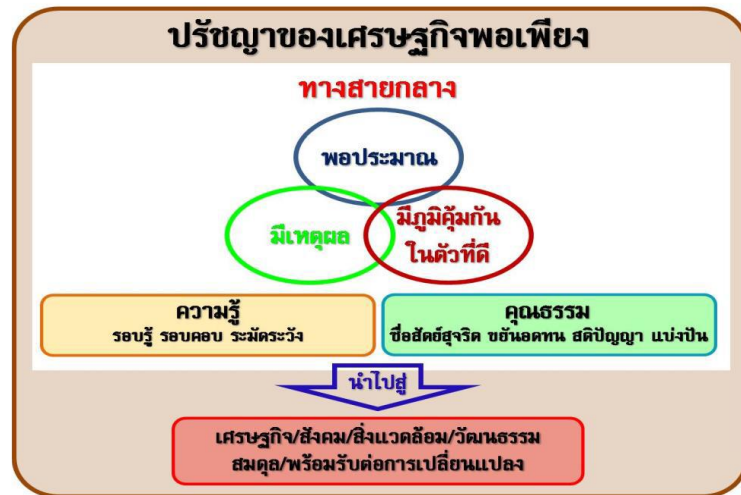 ปรัชญาของเศรษฐกิจพอเพียง
ทางสายกลาง
พอประมาณ
มีเหตุผล
มีภูมิคุ้มกัน
ในตัวที่ดี
ความรู้
รอบรู้ รอบคอบ ระมัดระวัง
คุณธรรม
ซื่อสัตย์สุจริต ขยันอดทน สติปัญญา แบ่งปัน
นำไปสู่
เศรษฐกิจ/สังคม/สิ่งแวดล้อม/วัฒนธรรม
สมดุล/พร้อมรับต่อการเปลี่ยนแปลง